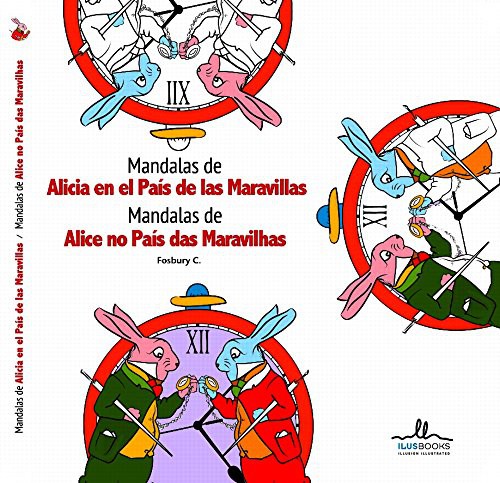 Mandalas de Alicia en el País de las Maravillas / Mandalas de Alice no País das Maravilhas
IIX
Mandalas de
Alicia en el País de las Maravillas
Mandalas de
Alice no País das Maravilhas
Fosbury C.
XII
XII
ILUSBOOKS
ILLUSION ILLUSTRATED